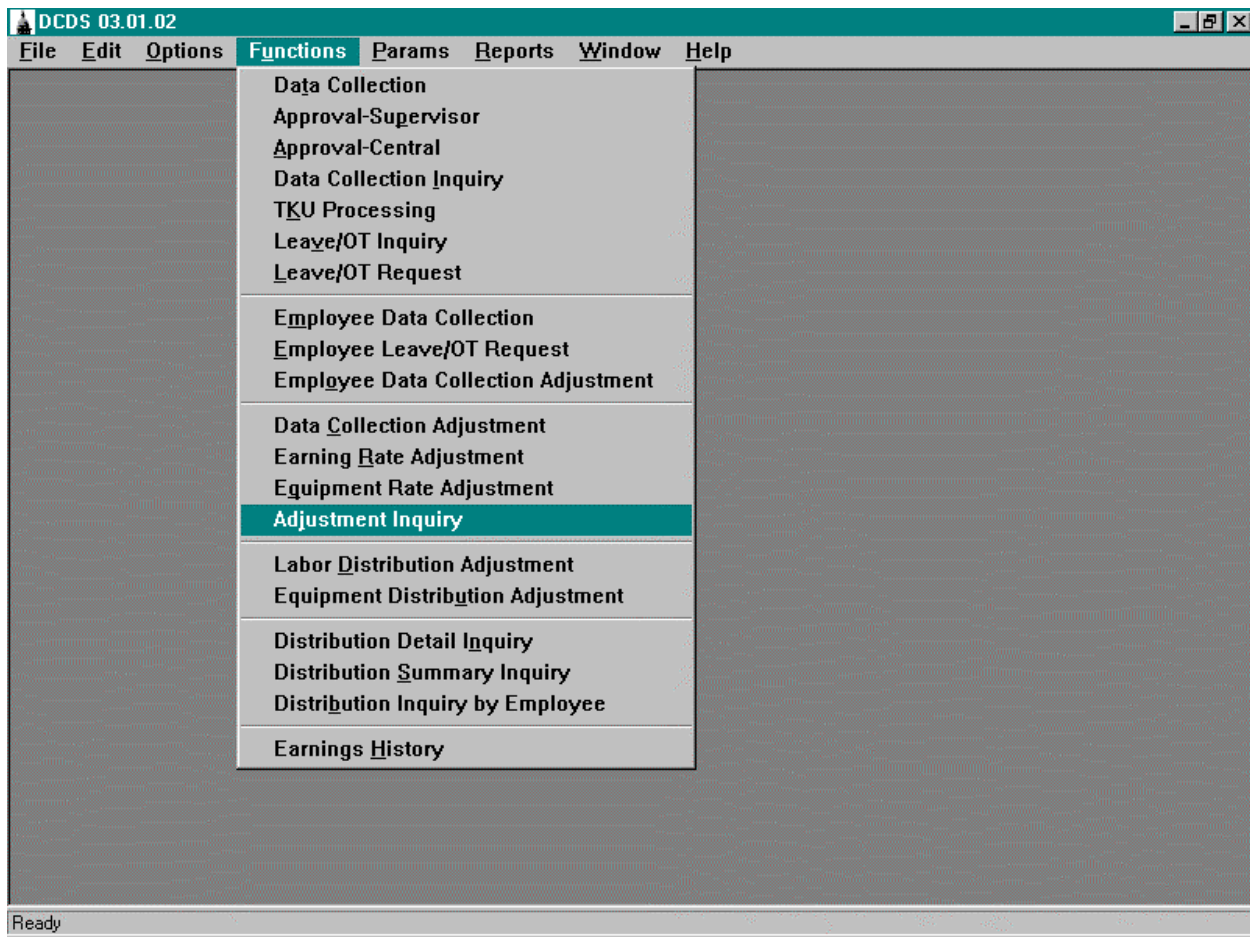 DCDS 03.01.02
File Edit Options Functions Params Reports Window Help
Data Collection
Approval-Supervisor
Approval-Central
Data Collection Inquiry
TKU Processing
Leave/OT Inquiry
Leave/OT Request
Employee Data Collection
Employee Leave/OT Request
Employee Data Collection Adjustment
Data Collection Adjustment
Earning Rate Adjustment
Equipment Rate Adjustment
Adjustment Inquiry
Labor Distribution Adjustment
Equipment Distribution Adjustment
Distribution Detail Inquiry
Distribution Summary Inquiry
Distribution Inquiry by Employee
Earnings History
Ready